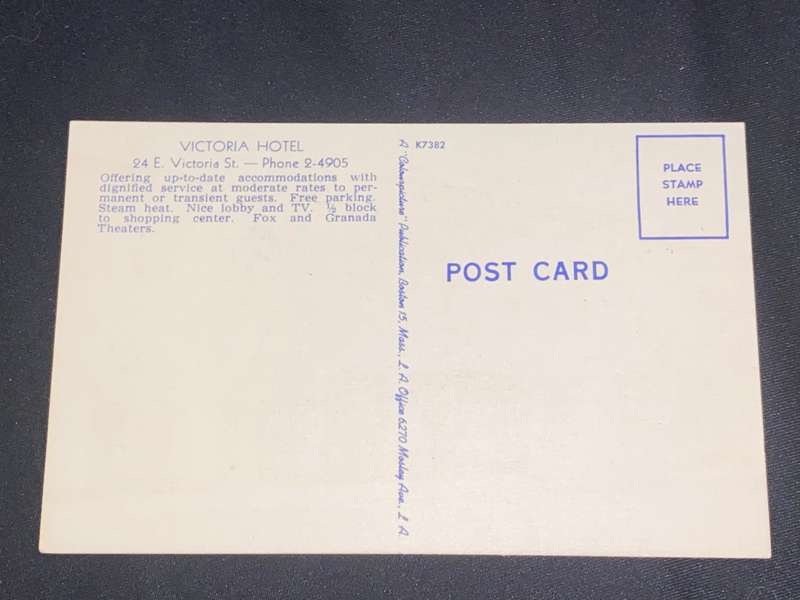 VICTORIA HOTEL
24 E. Victoria St. — Phone 2-4905
Offering up-to-date accommodations with
dignified service at moderate rates to per-
manent or transient guests. Free parking.
Steam heat. Nice lobby and TV. ½ block
to shopping center. Fox and Granada
Theaters.
A "Colourpicture" Publication, Boston 15, Mass., L. A. Office 6270 Mosley Ave., L A.
K7382
PLACE
STAMP
HERE
POST CARD